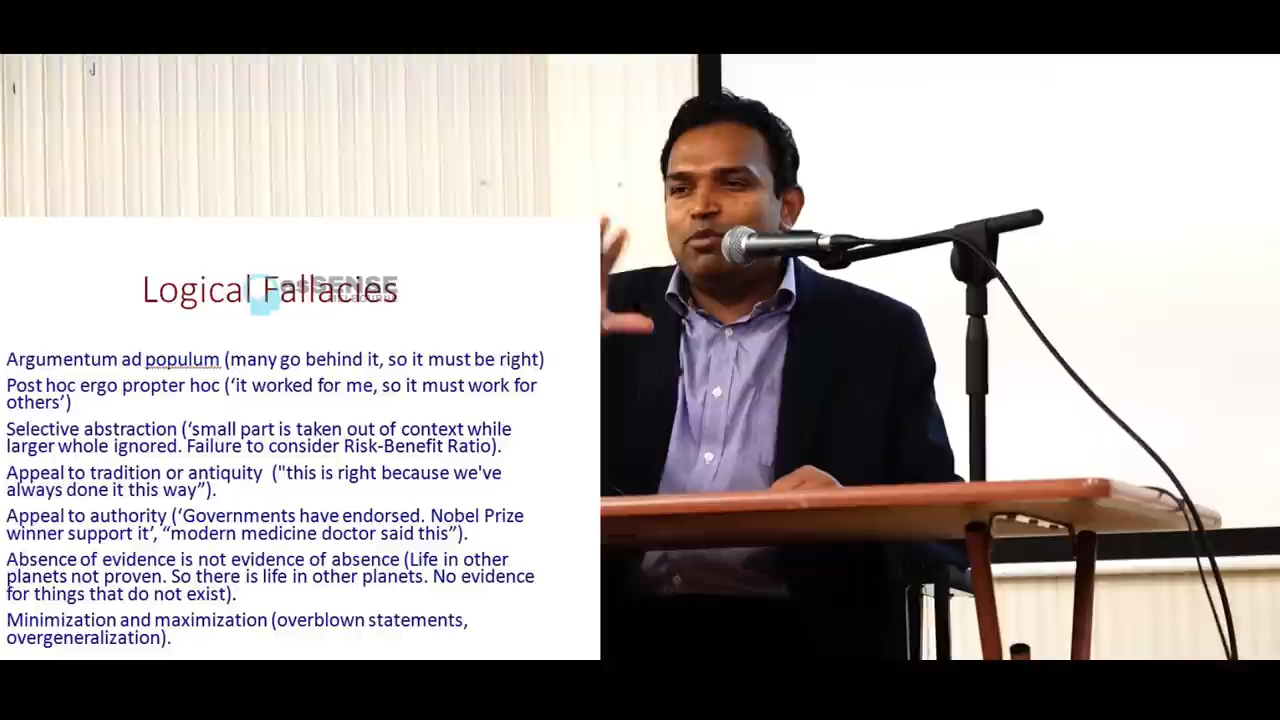 Logical Fallacies
esSENSE
Argumentum ad populum (many go behind it, so it must be right)
Post hoc ergo propter hoc (‘it worked for me, so it must work for
others’)
Selective abstraction (‘small part is taken out of context while
larger whole ignored. Failure to consider Risk-Benefit Ratio).
Appeal to tradition or antiquity ("this is right because we've
always done it this way”).
Appeal to authority (‘Governments have endorsed. Nobel Prize
winner support it’, “modern medicine doctor said this”).
Absence of evidence is not evidence of absence (Life in other
planets not proven. So there is life in other planets. No evidence
for things that do not exist).
Minimization and maximization (overblown statements,
overgeneralization).